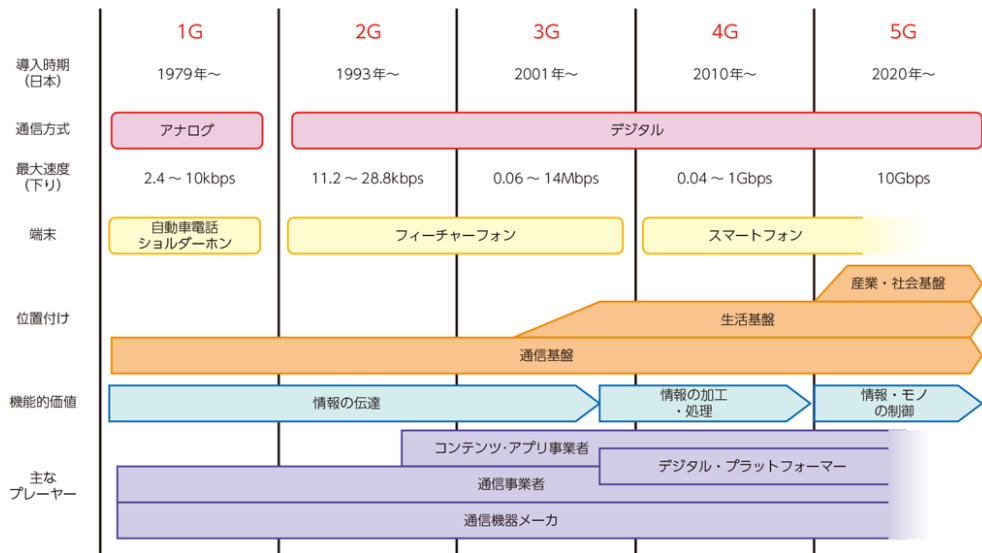 1G 2G 3G 4G 5G
導入時期
(日本)
1979年～ 1993年～ 2001年～ 2010年～ 2020年～
通信方式
アナログ デジタル
最大速度
(下り)
2.4 ～ 10kbps 11.2 ～ 28.8kbps 0.06 ～ 14Mbps 0.04 ～ 1Gbps 10Gbps
端末
自動車電話
ショルダーホン
フィーチャーフォン スマートフォン
位置付け
産業・社会基盤
生活基盤
通信基盤
機能的価値
情報の伝達
情報の加工
・処理
情報・モノ
の制御
主な
プレーヤー
コンテンツ・アプリ事業者
デジタル・プラットフォーマー
通信事業者
通信機器メーカ